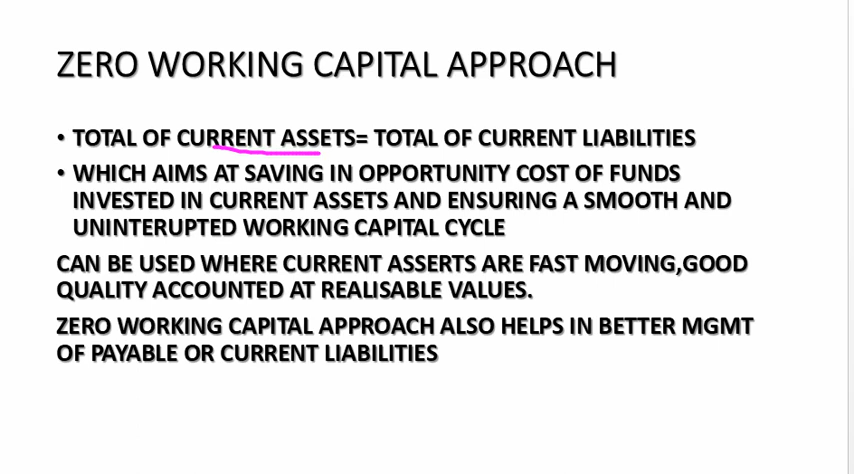 ZERO WORKING CAPITAL APPROACH
• TOTAL OF CURRENT ASSETS= TOTAL OF CURRENT LIABILITIES
• WHICH AIMS AT SAVING IN OPPORTUNITY COST OF FUNDS
INVESTED IN CURRENT ASSETS AND ENSURING A SMOOTH AND
UNINTERUPTED WORKING CAPITAL CYCLE
CAN BE USED WHERE CURRENT ASSERTS ARE FAST MOVING,GOOD
QUALITY ACCOUNTED AT REALISABLE VALUES.
ZERO WORKING CAPITAL APPROACH ALSO HELPS IN BETTER MGMT
OF PAYABLE OR CURRENT LIABILITIES